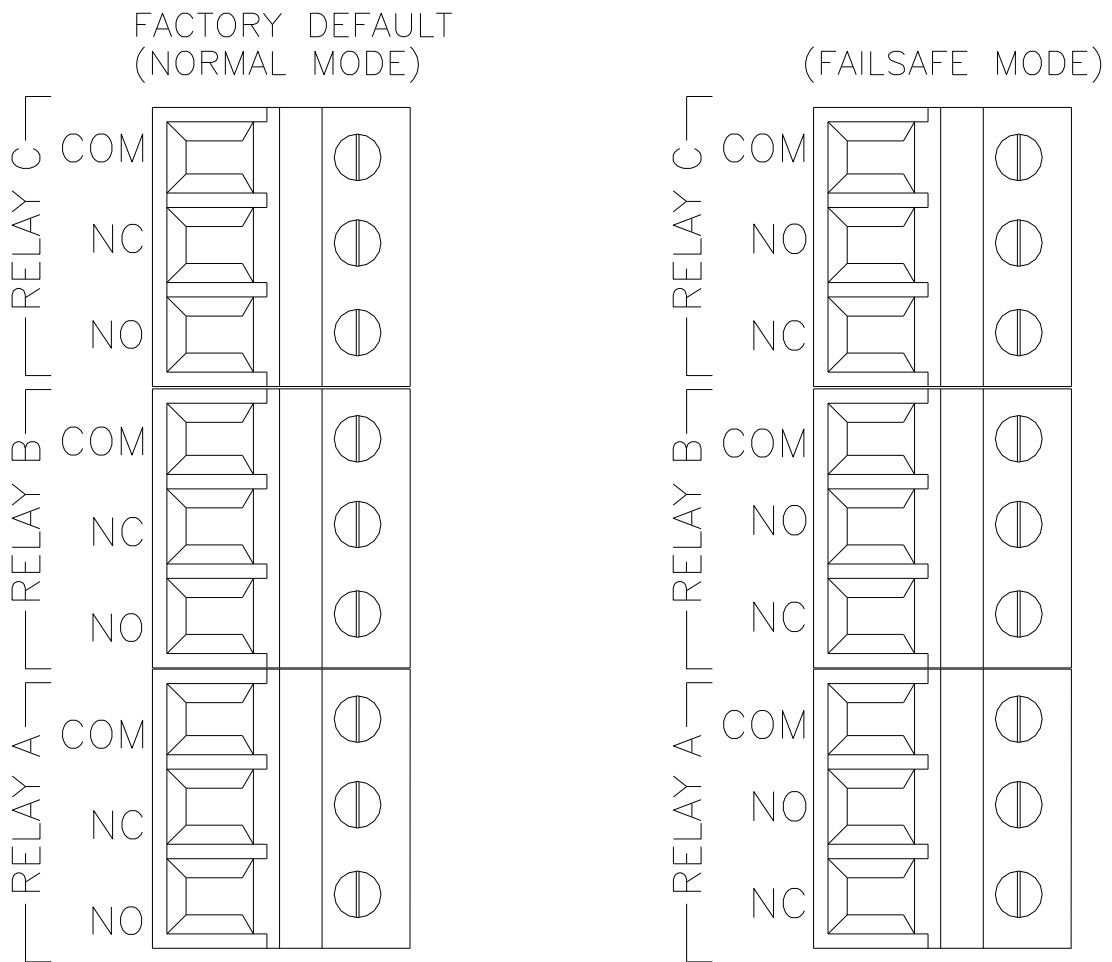 FACTORY DEFAULT
(NORMAL MODE)
RELAY C
COM
NC
NO
RELAY B
COM
NC
NO
RELAY A
COM
NC
NO
(FAILSAFE MODE)
RELAY C
COM
NO
NC
RELAY B
COM
NO
NC
RELAY A
COM
NO
NC